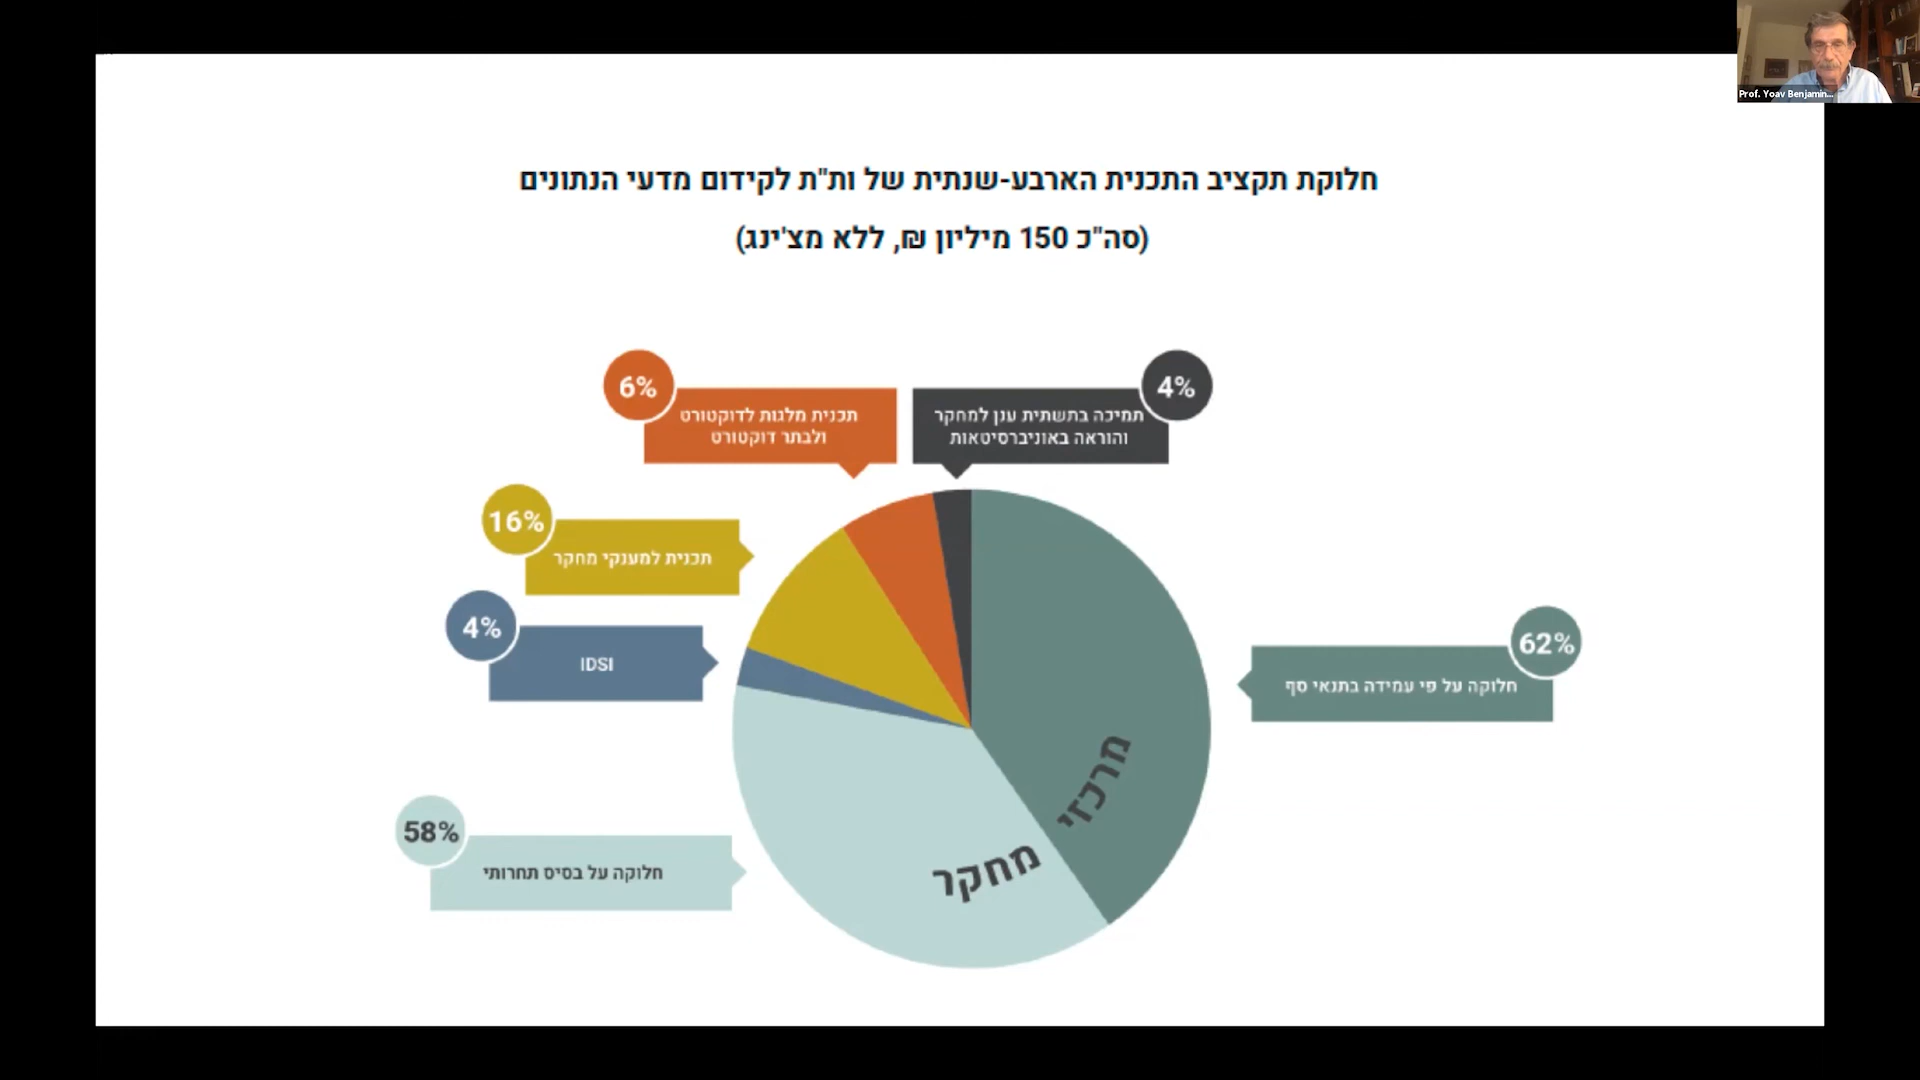 Prof. Yoav Benjamin...
חלוקת תקציב התכנית הארבע-שנתית של ות"ת לקידום מדעי הנתונים
(סה"כ 150 מיליון ₪, ללא מצ'ינג)
4%
תמיכה בתשתית ענן למחקר
והוראה באוניברסיטאות
6%
תכנית מלגות לדוקטורט
ולבתר דוקטורט
16%
תכנית למענקי מחקר
4%
IDSI
62%
חלוקה על פי עמידה בתנאי סף
מרכזי
מחקר
58%
חלוקה על בסיס תחרותי